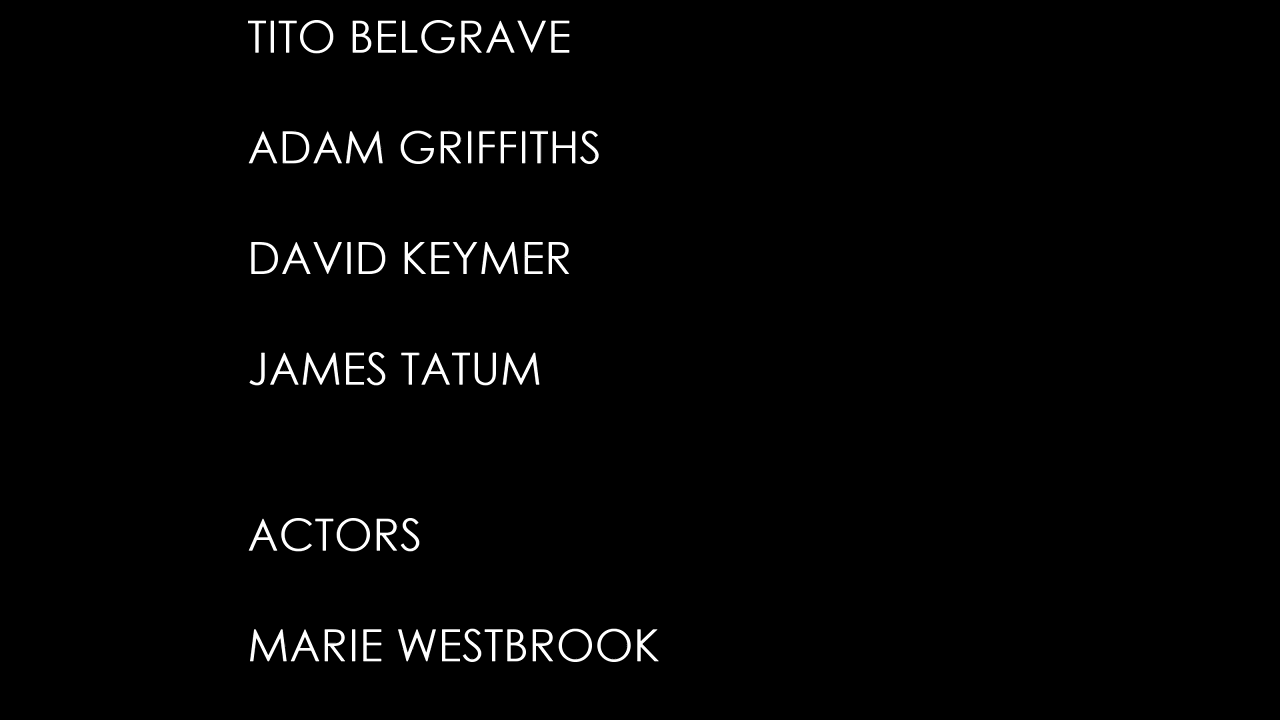 TITO BELGRAVE
ADAM GRIFFITHS
DAVID KEYMER
JAMES TATUM
ACTORS
MARIE WESTBROOK